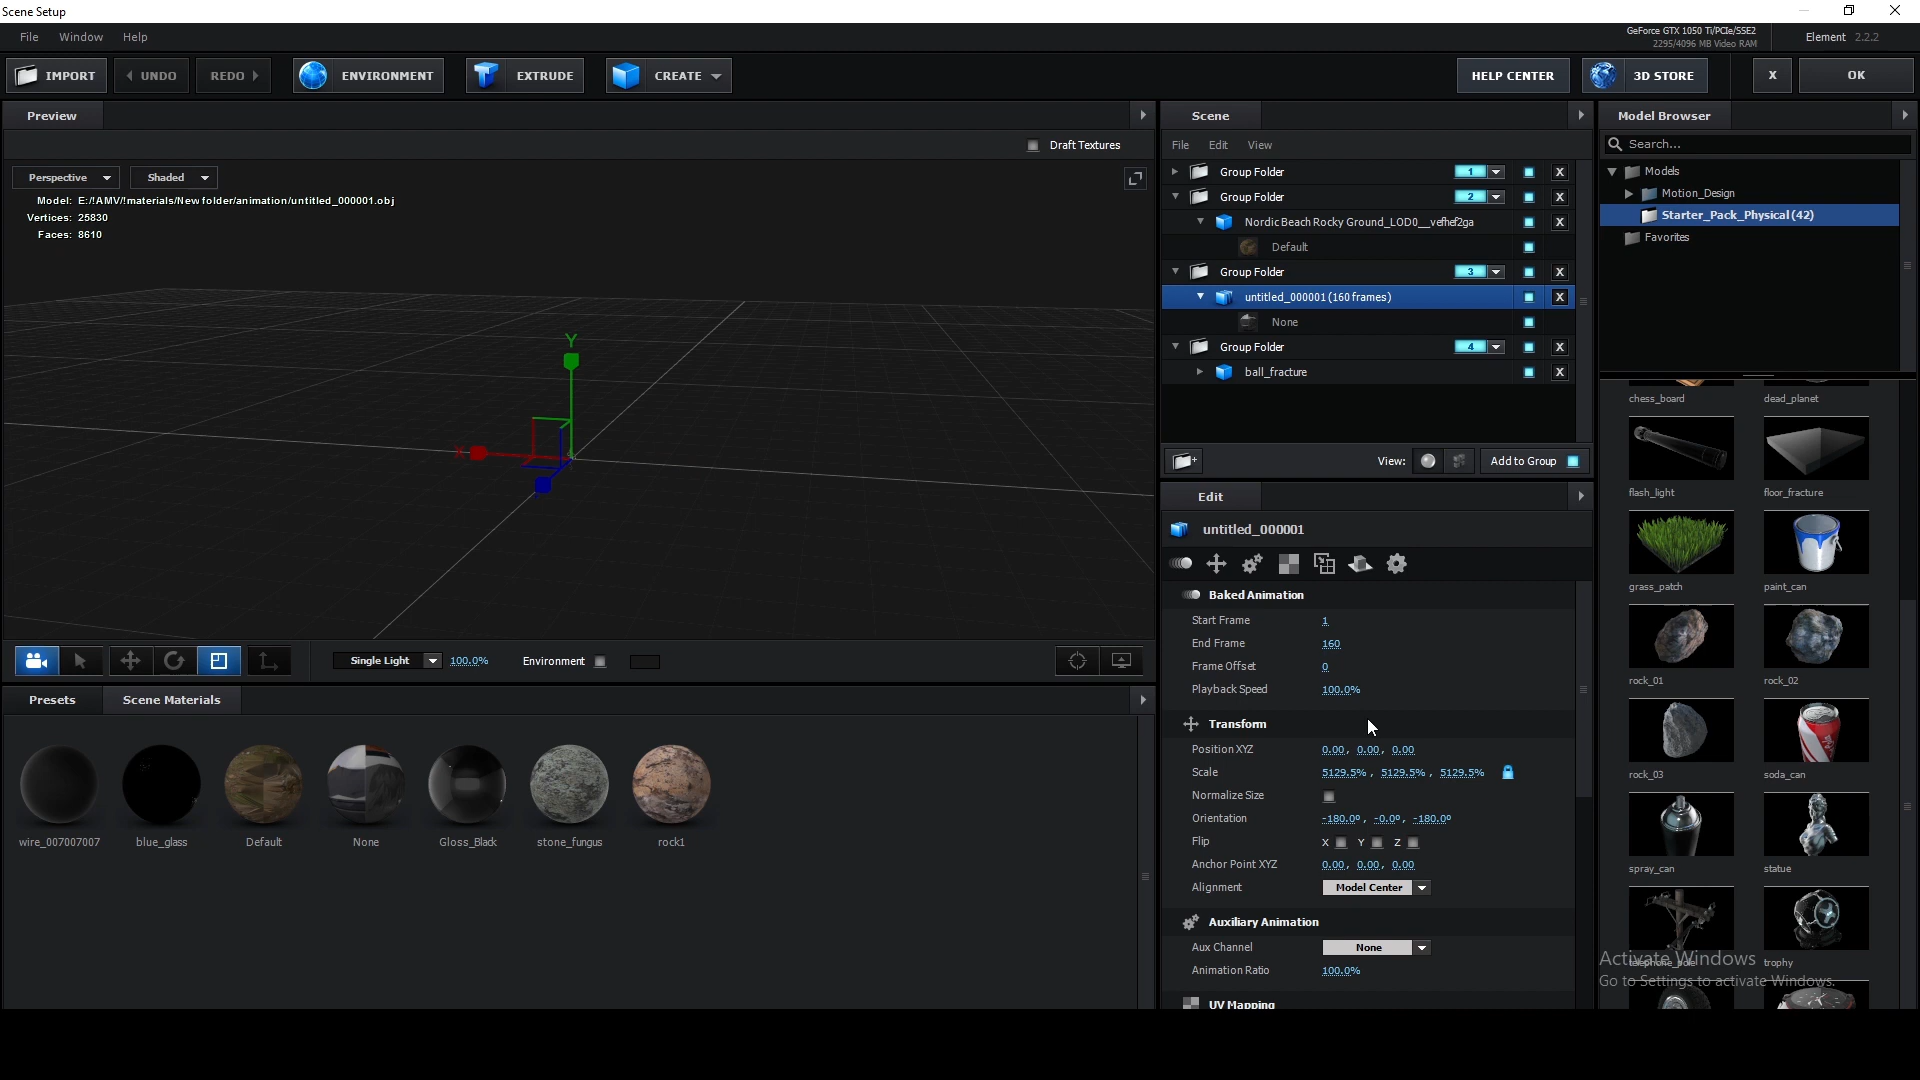 Scene Setup
File Window Help
GeForce GTX 1050 Ti/PCIe/SSE2
2295/4096 MB Video RAM
Element 2.2.2
IMPORT
UNDO
REDO
ENVIRONMENT
EXTRUDE
CREATE
HELP CENTER
3D STORE
X
OK
Preview
Draft Textures
Perspective
Shaded
Model: E:/!AMV/!materials/New folder/animation/untitled_000001.obj
Vertices: 25830
Faces: 8610
Y
X
Single Light
100.0%
Environment
Presets
Scene Materials
wire_007007007
blue_glass
Default
None
Gloss_Black
stone_fungus
rock1
Scene
File Edit View
Group Folder 1 X
Group Folder 2 X
Nordic Beach Rocky Ground_LOD0__vefhef2ga X
Default
Group Folder 3 X
untitled_000001 (160 frames) X
None
Group Folder 4 X
ball_fracture X
View:
Add to Group
Edit
untitled_000001
Baked Animation
Start Frame 1
End Frame 160
Frame Offset 0
Playback Speed 100.0%
Transform
Position XYZ 0.00, 0.00, 0.00
Scale 5129.5%, 5129.5%, 5129.5%
Normalize Size
Orientation -180.0º, -0.0º, -180.0º
Flip X Y Z
Anchor Point XYZ 0.00, 0.00, 0.00
Alignment Model Center
Auxiliary Animation
Aux Channel None
Animation Ratio 100.0%
UV Mapping
Model Browser
Search...
Models
Motion_Design
Starter_Pack_Physical (42)
Favorites
chess_board
dead_planet
flash_light
floor_fracture
grass_patch
paint_can
rock_01
rock_02
rock_03
soda_can
spray_can
statue
telephone_pole
trophy
Activate Windows
Go to Settings to activate Windows.